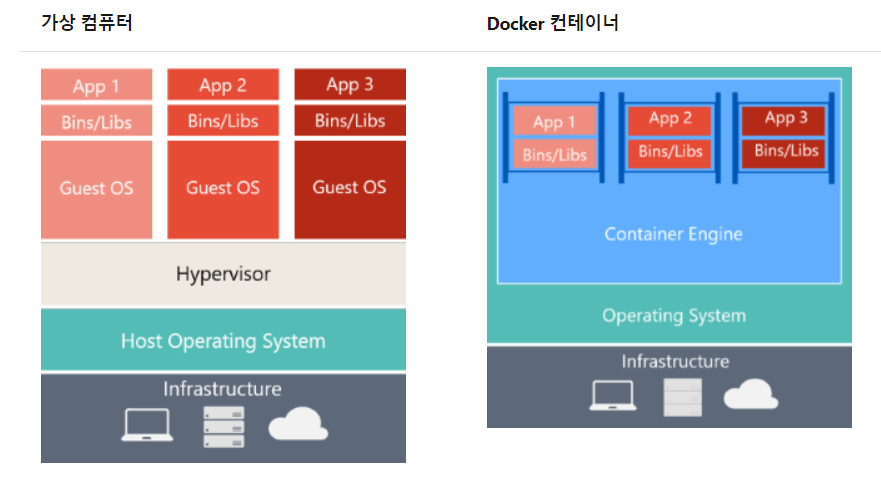 가상 컴퓨터
App 1 App 2 App 3
Bins/Libs Bins/Libs Bins/Libs
Guest OS Guest OS Guest OS
Hypervisor
Host Operating System
Infrastructure
Docker 컨테이너
App 1 App 2 App 3
Bins/Libs Bins/Libs Bins/Libs
Container Engine
Operating System
Infrastructure